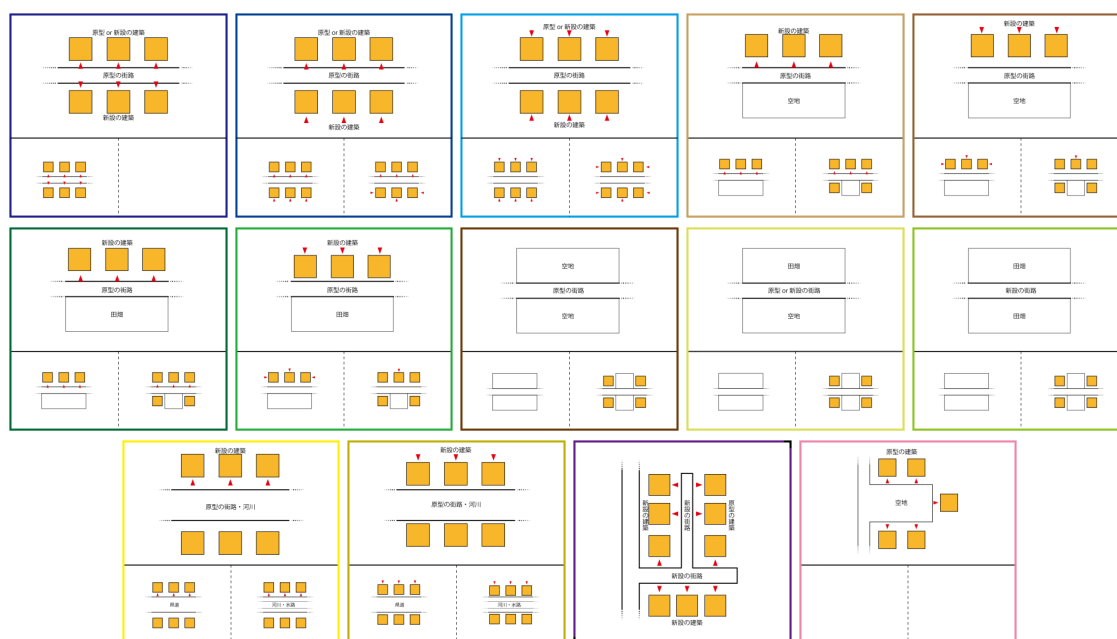 原型 or 新設の建築
原型の街路
新設の建築
原型 or 新設の建築
原型の街路
新設の建築
原型 or 新設の建築
原型の街路
新設の建築
新設の建築
原型の街路
空地
新設の建築
原型の街路
空地
新設の建築
原型の街路
田畑
新設の建築
原型の街路
田畑
空地
原型の街路
空地
田畑
原型 or 新設の街路
空地
田畑
新設の街路
田畑
新設の建築
原型の街路・河川
県道
河川・水路
新設の建築
原型の街路・河川
県道
河川・水路
新設の建築
新設の街路
原型の建築
新設の街路
新設の建築
原型の建築
空地